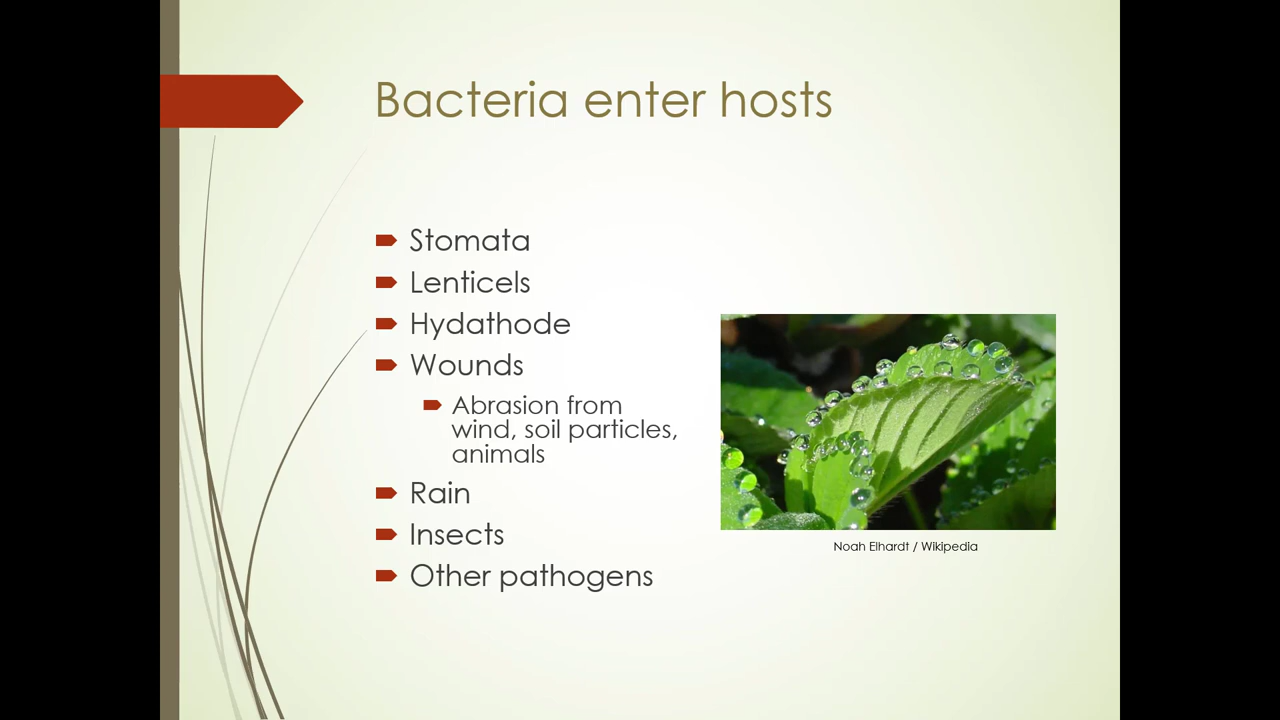 Bacteria enter hosts
Stomata
Lenticels
Hydathode
Wounds
Abrasion from
wind, soil particles,
animals
Rain
Insects
Other pathogens
Noah Elhardt / Wikipedia